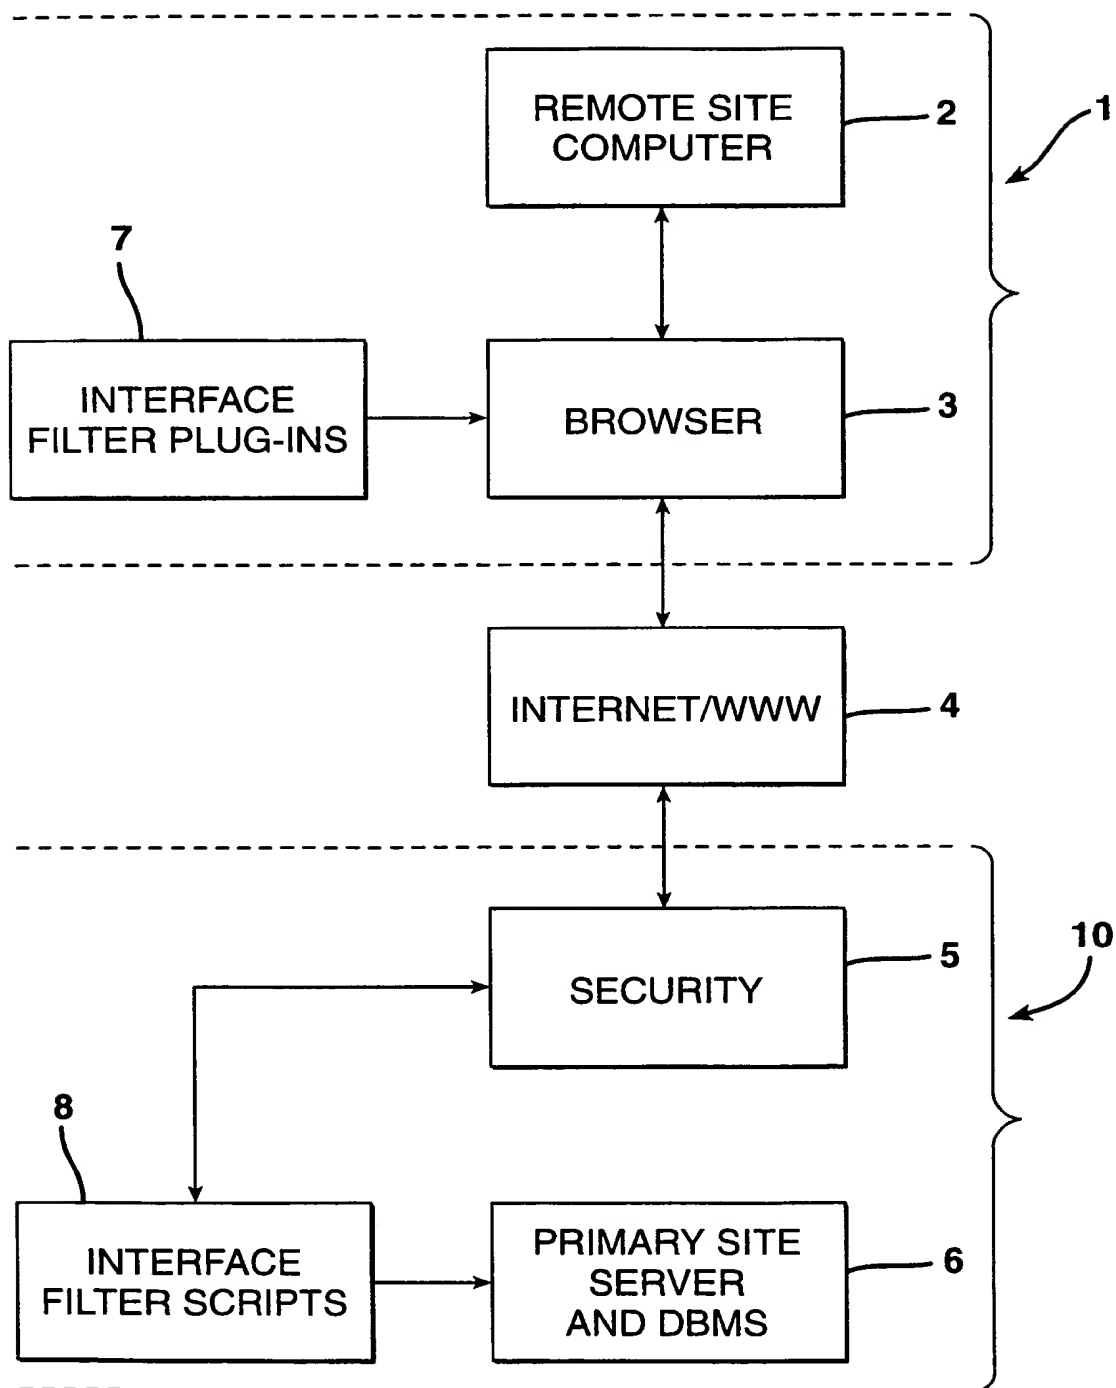 REMOTE SITE
COMPUTER
2
1
7
INTERFACE
FILTER PLUG-INS
BROWSER
3
INTERNET/WWW
4
SECURITY
5
10
8
INTERFACE
FILTER SCRIPTS
PRIMARY SITE
SERVER
AND DBMS
6